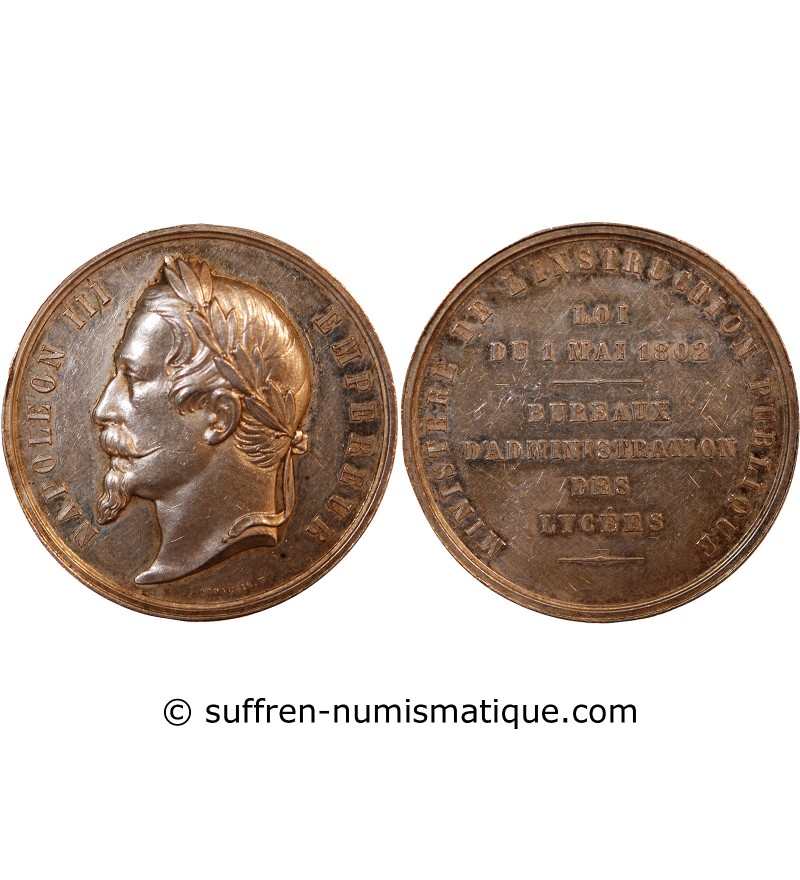 NAPOLEON III EMPEREUR
MINISTERE DE L'INSTRUCTION PUBLIQUE
LOI
DU 1 MAI 1802
BUREAUX
D'ADMINISTRATION
DES
LYCÉES
© suffren-numismatique.com